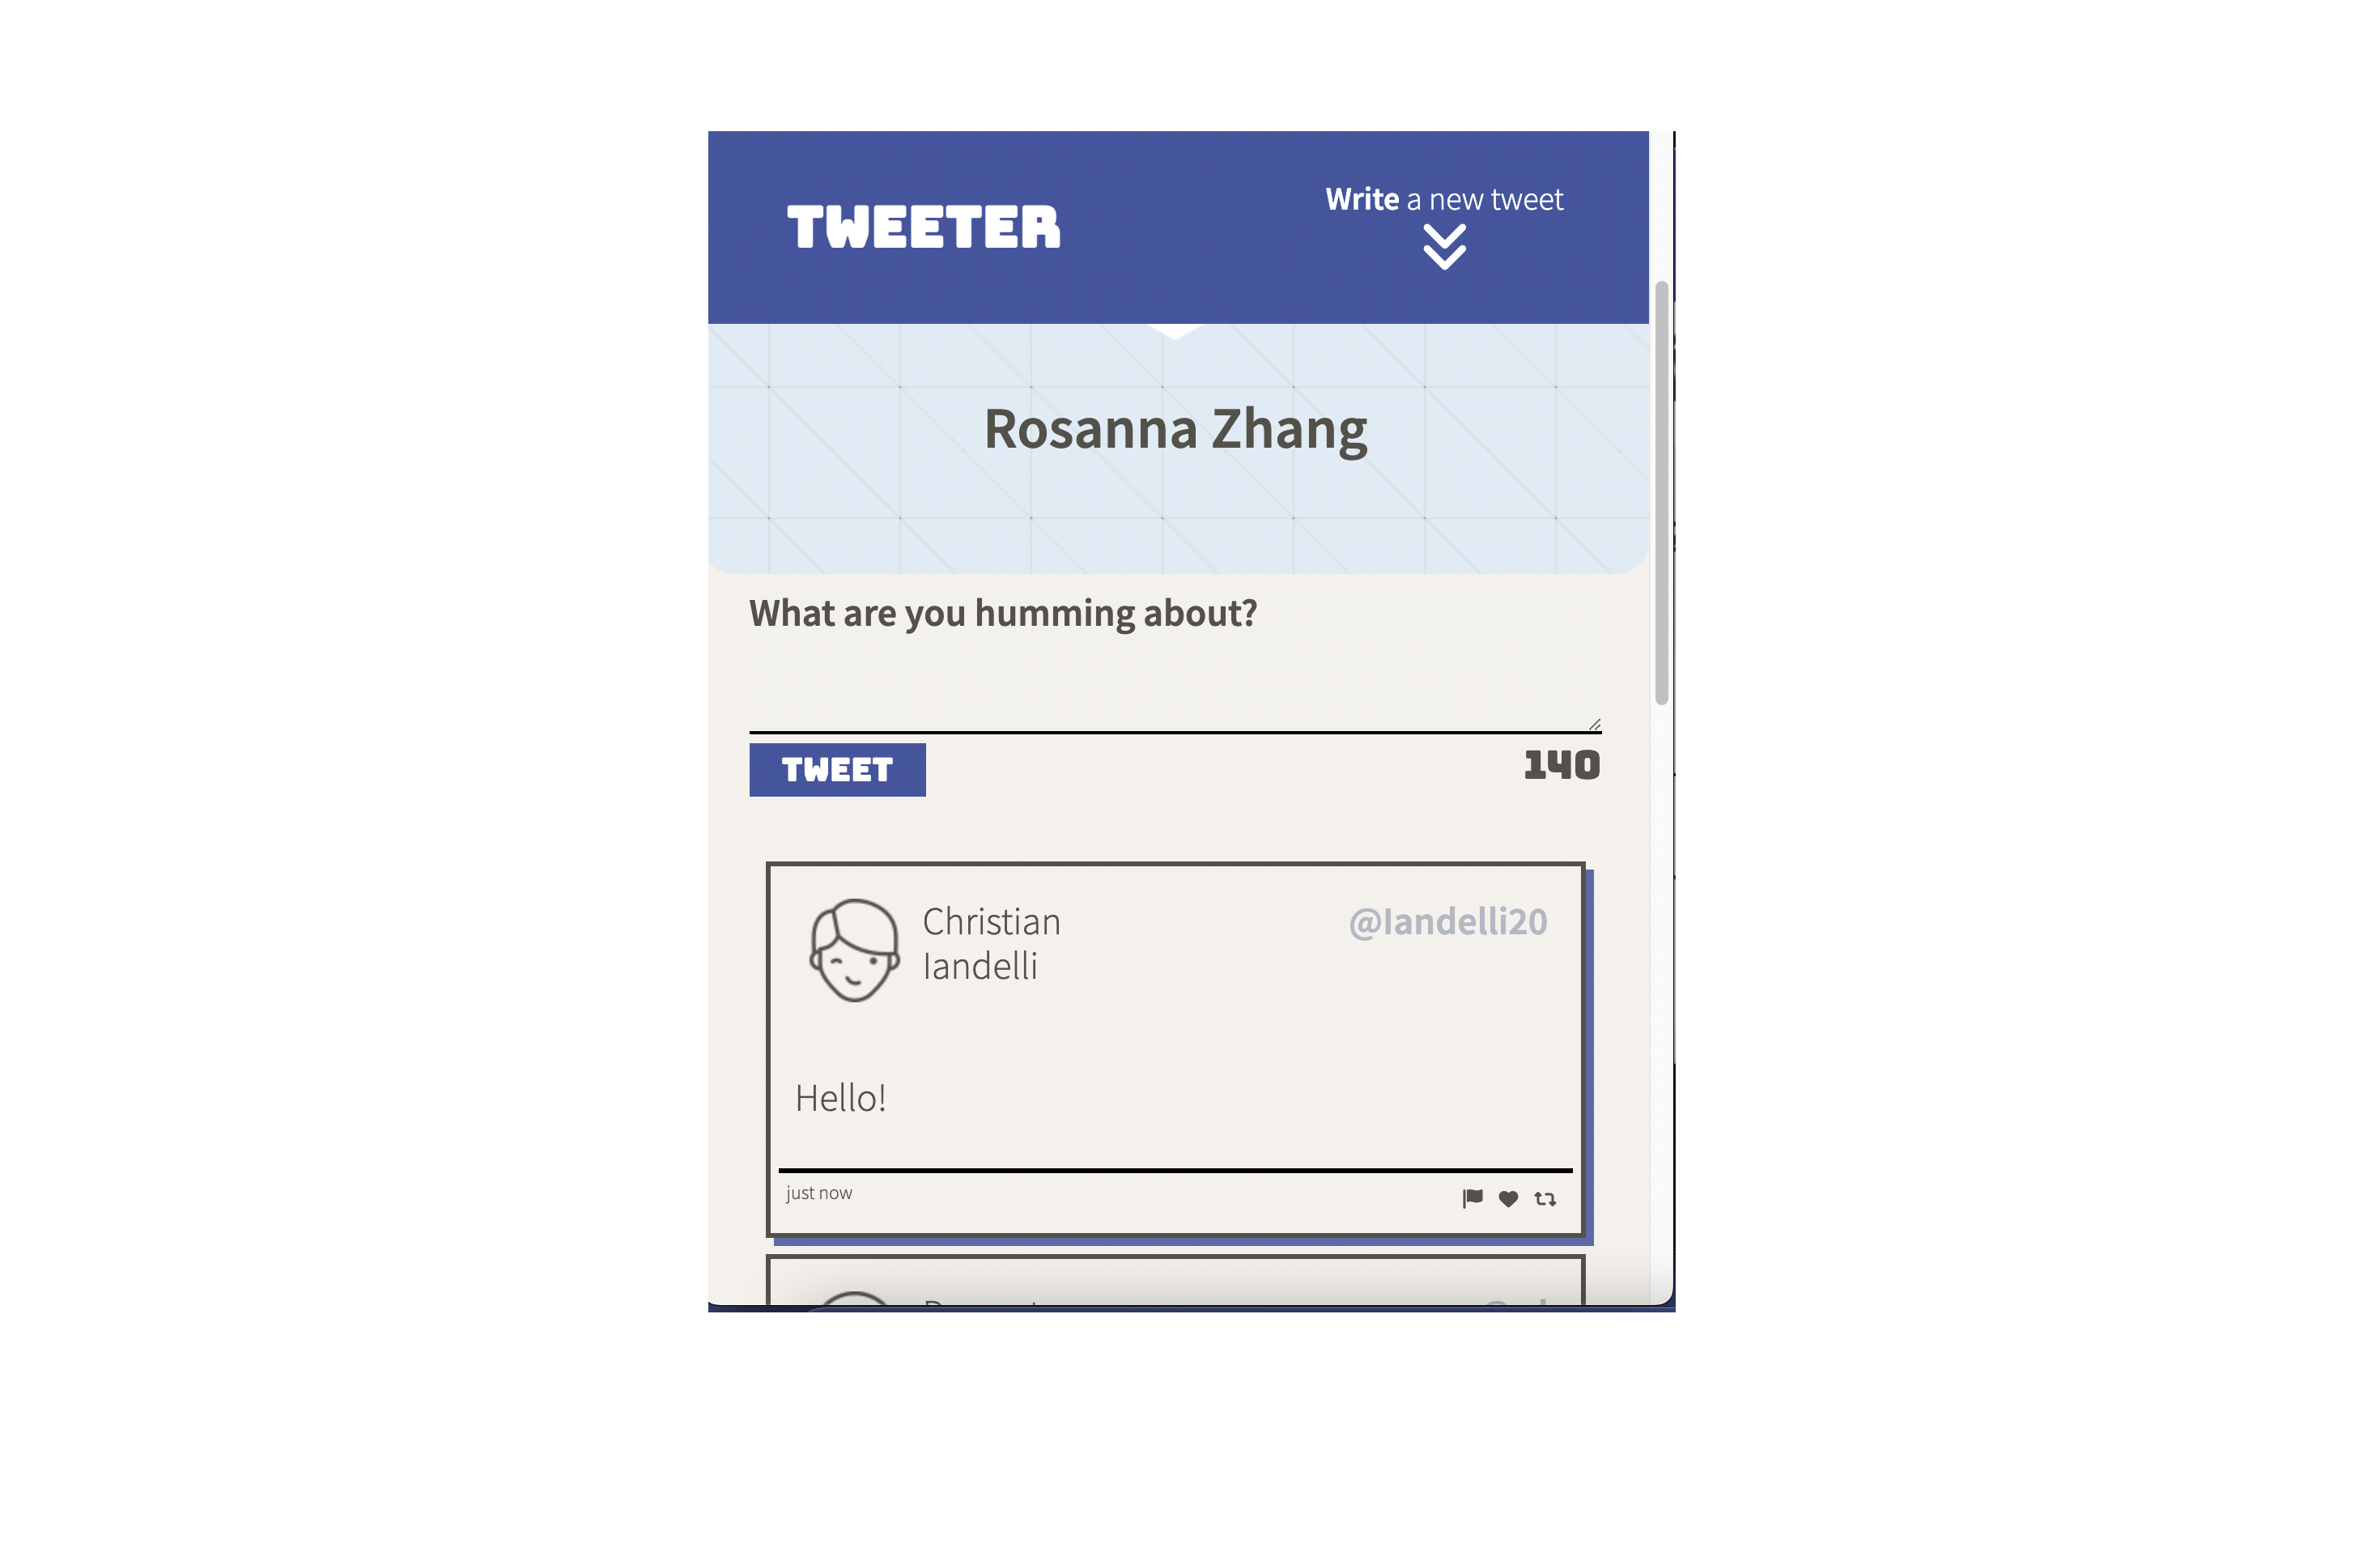 TWEETER
Write a new tweet
Rosanna Zhang
What are you humming about?
TWEET
140
Christian
Iandelli
@Iandelli20
Hello!
just now